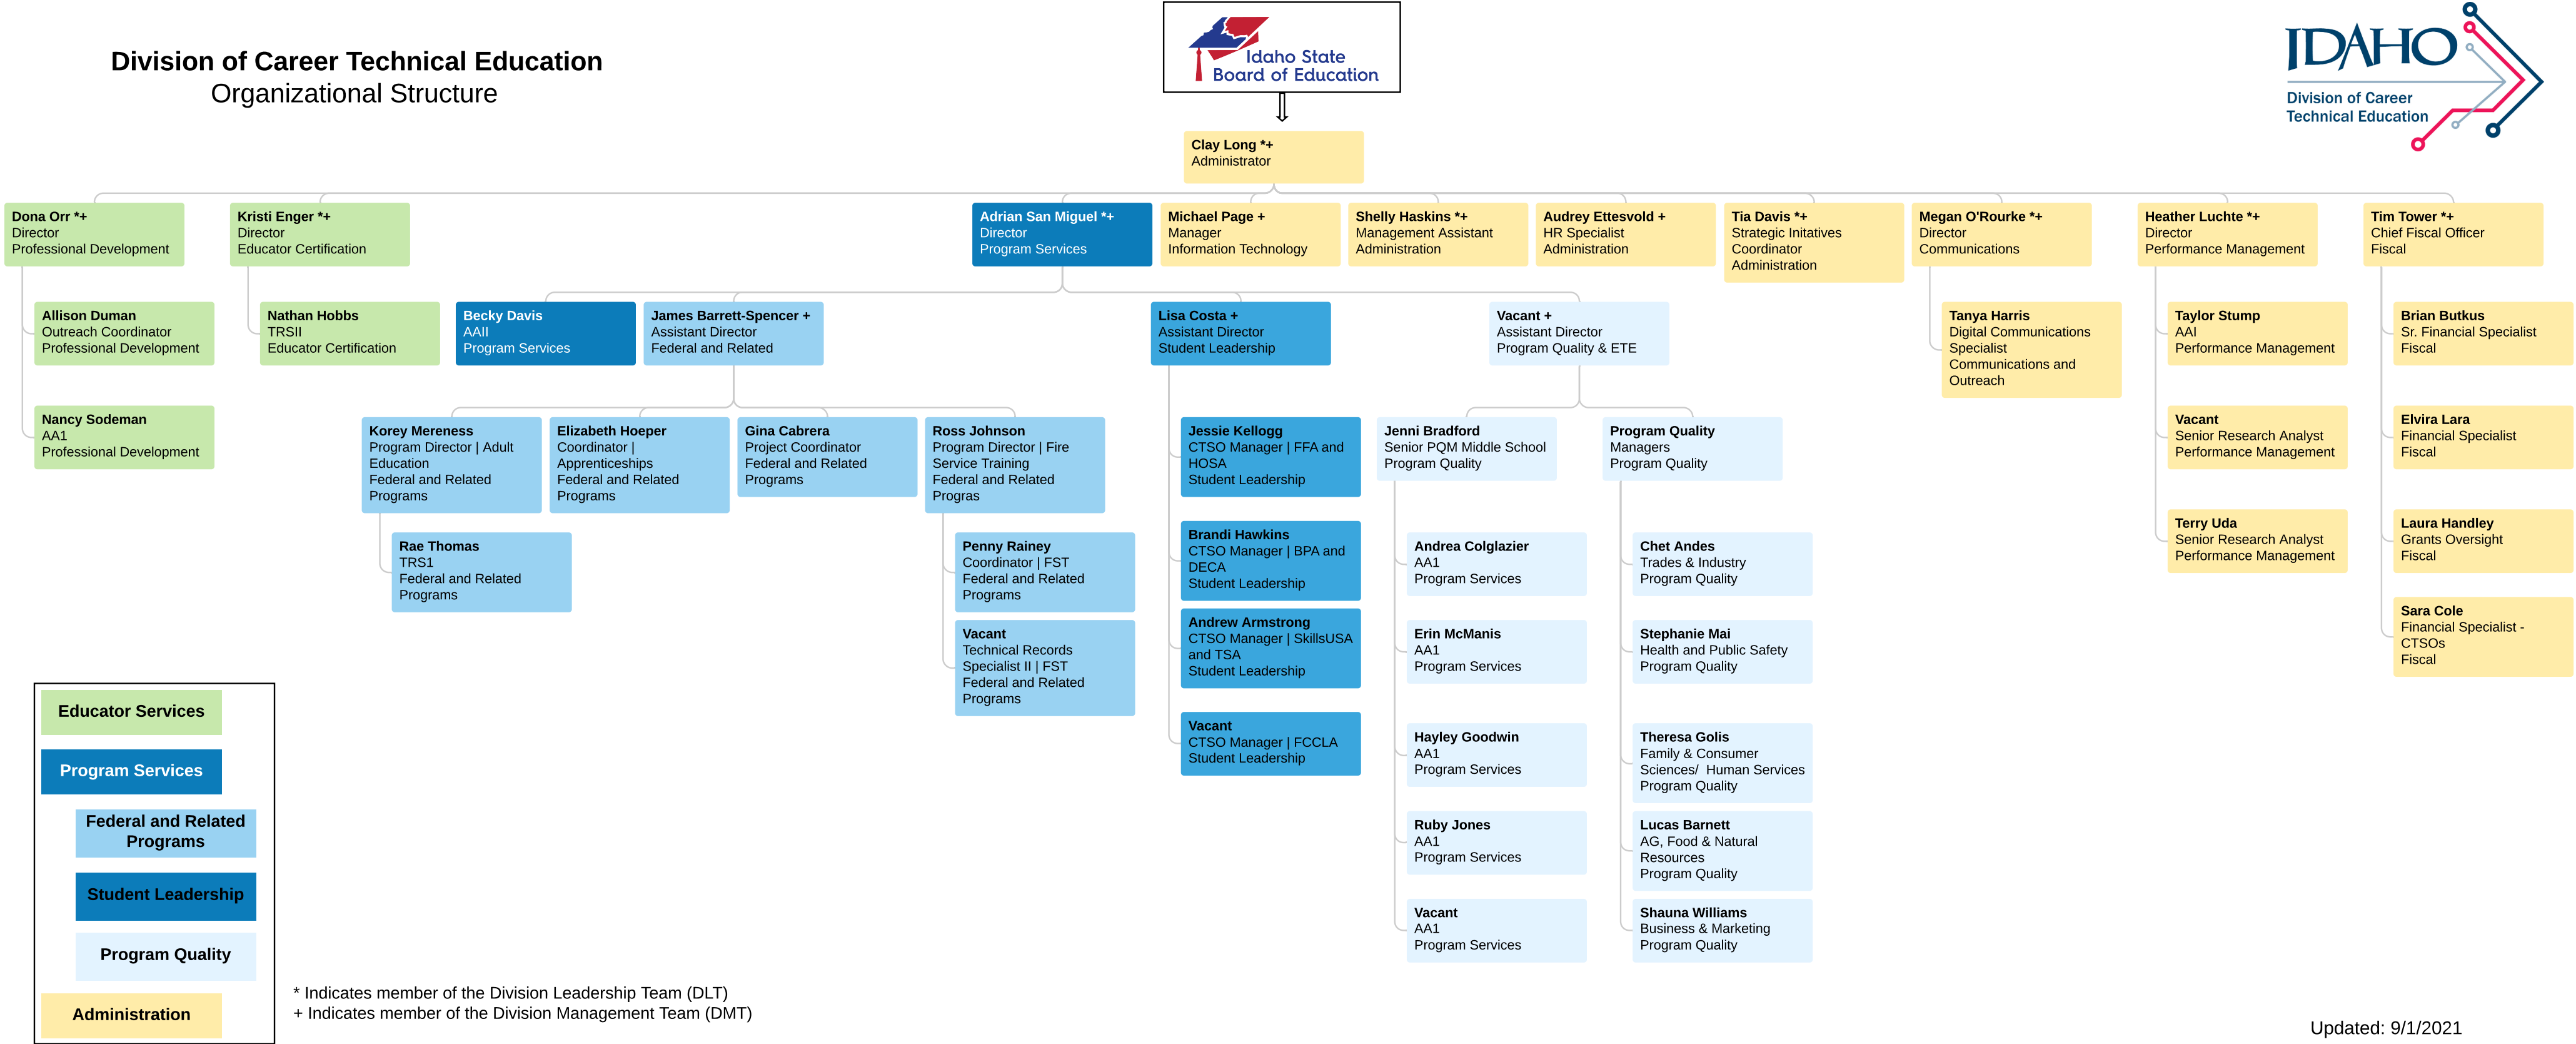 Division of Career Technical Education
Organizational Structure
Idaho State
Board of Education
IDAHO
Division of Career
Technical Education
Clay Long *+
Administrator
Dona Orr *+
Director
Professional Development
Kristi Enger *+
Director
Educator Certification
Adrian San Miguel *+
Director
Program Services
Michael Page +
Manager
Information Technology
Shelly Haskins *+
Management Assistant
Administration
Audrey Ettesvold +
HR Specialist
Administration
Tia Davis *+
Strategic Initatives
Coordinator
Administration
Megan O'Rourke *+
Director
Communications
Heather Luchte *+
Director
Performance Management
Tim Tower *+
Chief Fiscal Officer
Fiscal
Allison Duman
Outreach Coordinator
Professional Development
Nathan Hobbs
TRSII
Educator Certification
Becky Davis
AAII
Program Services
James Barrett-Spencer +
Assistant Director
Federal and Related
Lisa Costa +
Assistant Director
Student Leadership
Vacant +
Assistant Director
Program Quality & ETE
Tanya Harris
Digital Communications
Specialist
Communications and
Outreach
Taylor Stump
AAI
Performance Management
Brian Butkus
Sr. Financial Specialist
Fiscal
Nancy Sodeman
AA1
Professional Development
Korey Mereness
Program Director | Adult
Education
Federal and Related
Programs
Elizabeth Hoeper
Coordinator |
Apprenticeships
Federal and Related
Programs
Gina Cabrera
Project Coordinator
Federal and Related
Programs
Ross Johnson
Program Director | Fire
Service Training
Federal and Related
Progras
Jessie Kellogg
CTSO Manager | FFA and
HOSA
Student Leadership
Jenni Bradford
Senior PQM Middle School
Program Quality
Program Quality
Managers
Program Quality
Vacant
Senior Research Analyst
Performance Management
Elvira Lara
Financial Specialist
Fiscal
Rae Thomas
TRS1
Federal and Related
Programs
Penny Rainey
Coordinator | FST
Federal and Related
Programs
Brandi Hawkins
CTSO Manager | BPA and
DECA
Student Leadership
Andrea Colglazier
AA1
Program Services
Chet Andes
Trades & Industry
Program Quality
Terry Uda
Senior Research Analyst
Performance Management
Laura Handley
Grants Oversight
Fiscal
Vacant
Technical Records
Specialist II | FST
Federal and Related
Programs
Andrew Armstrong
CTSO Manager | SkillsUSA
and TSA
Student Leadership
Erin McManis
AA1
Program Services
Stephanie Mai
Health and Public Safety
Program Quality
Sara Cole
Financial Specialist -
CTSOs
Fiscal
Vacant
CTSO Manager | FCCLA
Student Leadership
Hayley Goodwin
AA1
Program Services
Theresa Golis
Family & Consumer
Sciences/  Human Services
Program Quality
Ruby Jones
AA1
Program Services
Lucas Barnett
AG, Food & Natural
Resources
Program Quality
Vacant
AA1
Program Services
Shauna Williams
Business & Marketing
Program Quality
Educator Services
Program Services
Federal and Related
Programs
Student Leadership
Program Quality
Administration
* Indicates member of the Division Leadership Team (DLT)
+ Indicates member of the Division Management Team (DMT)
Updated: 9/1/2021